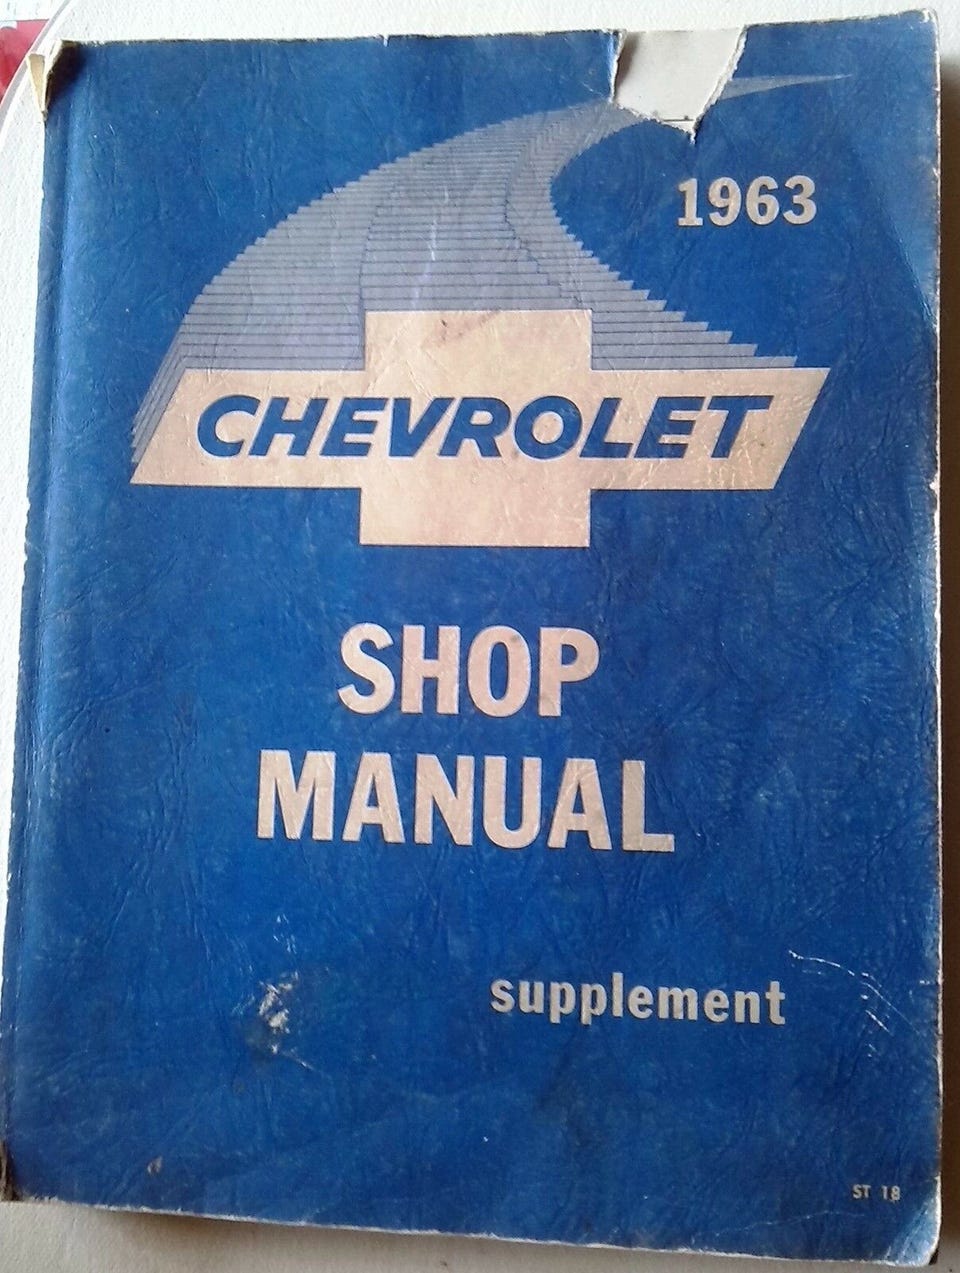 1963
CHEVROLET
SHOP
MANUAL
supplement
ST 18